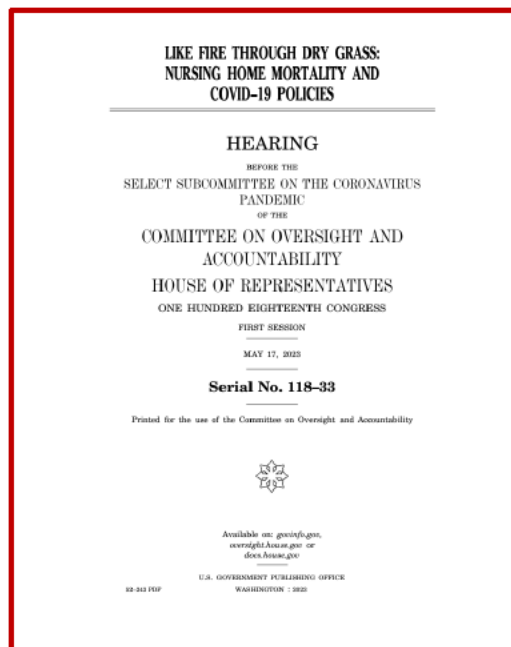 LIKE FIRE THROUGH DRY GRASS:
NURSING HOME MORTALITY AND
COVID–19 POLICIES
HEARING
BEFORE THE
SELECT SUBCOMMITTEE ON THE CORONAVIRUS
PANDEMIC
OF THE
COMMITTEE ON OVERSIGHT AND
ACCOUNTABILITY
HOUSE OF REPRESENTATIVES
ONE HUNDRED EIGHTEENTH CONGRESS
FIRST SESSION
MAY 17, 2023
Serial No. 118–33
Printed for the use of the Committee on Oversight and Accountability
Available on: govinfo.gov,
oversight.house.gov or
docs.house.gov
U.S. GOVERNMENT PUBLISHING OFFICE
52–243 PDF WASHINGTON : 2023